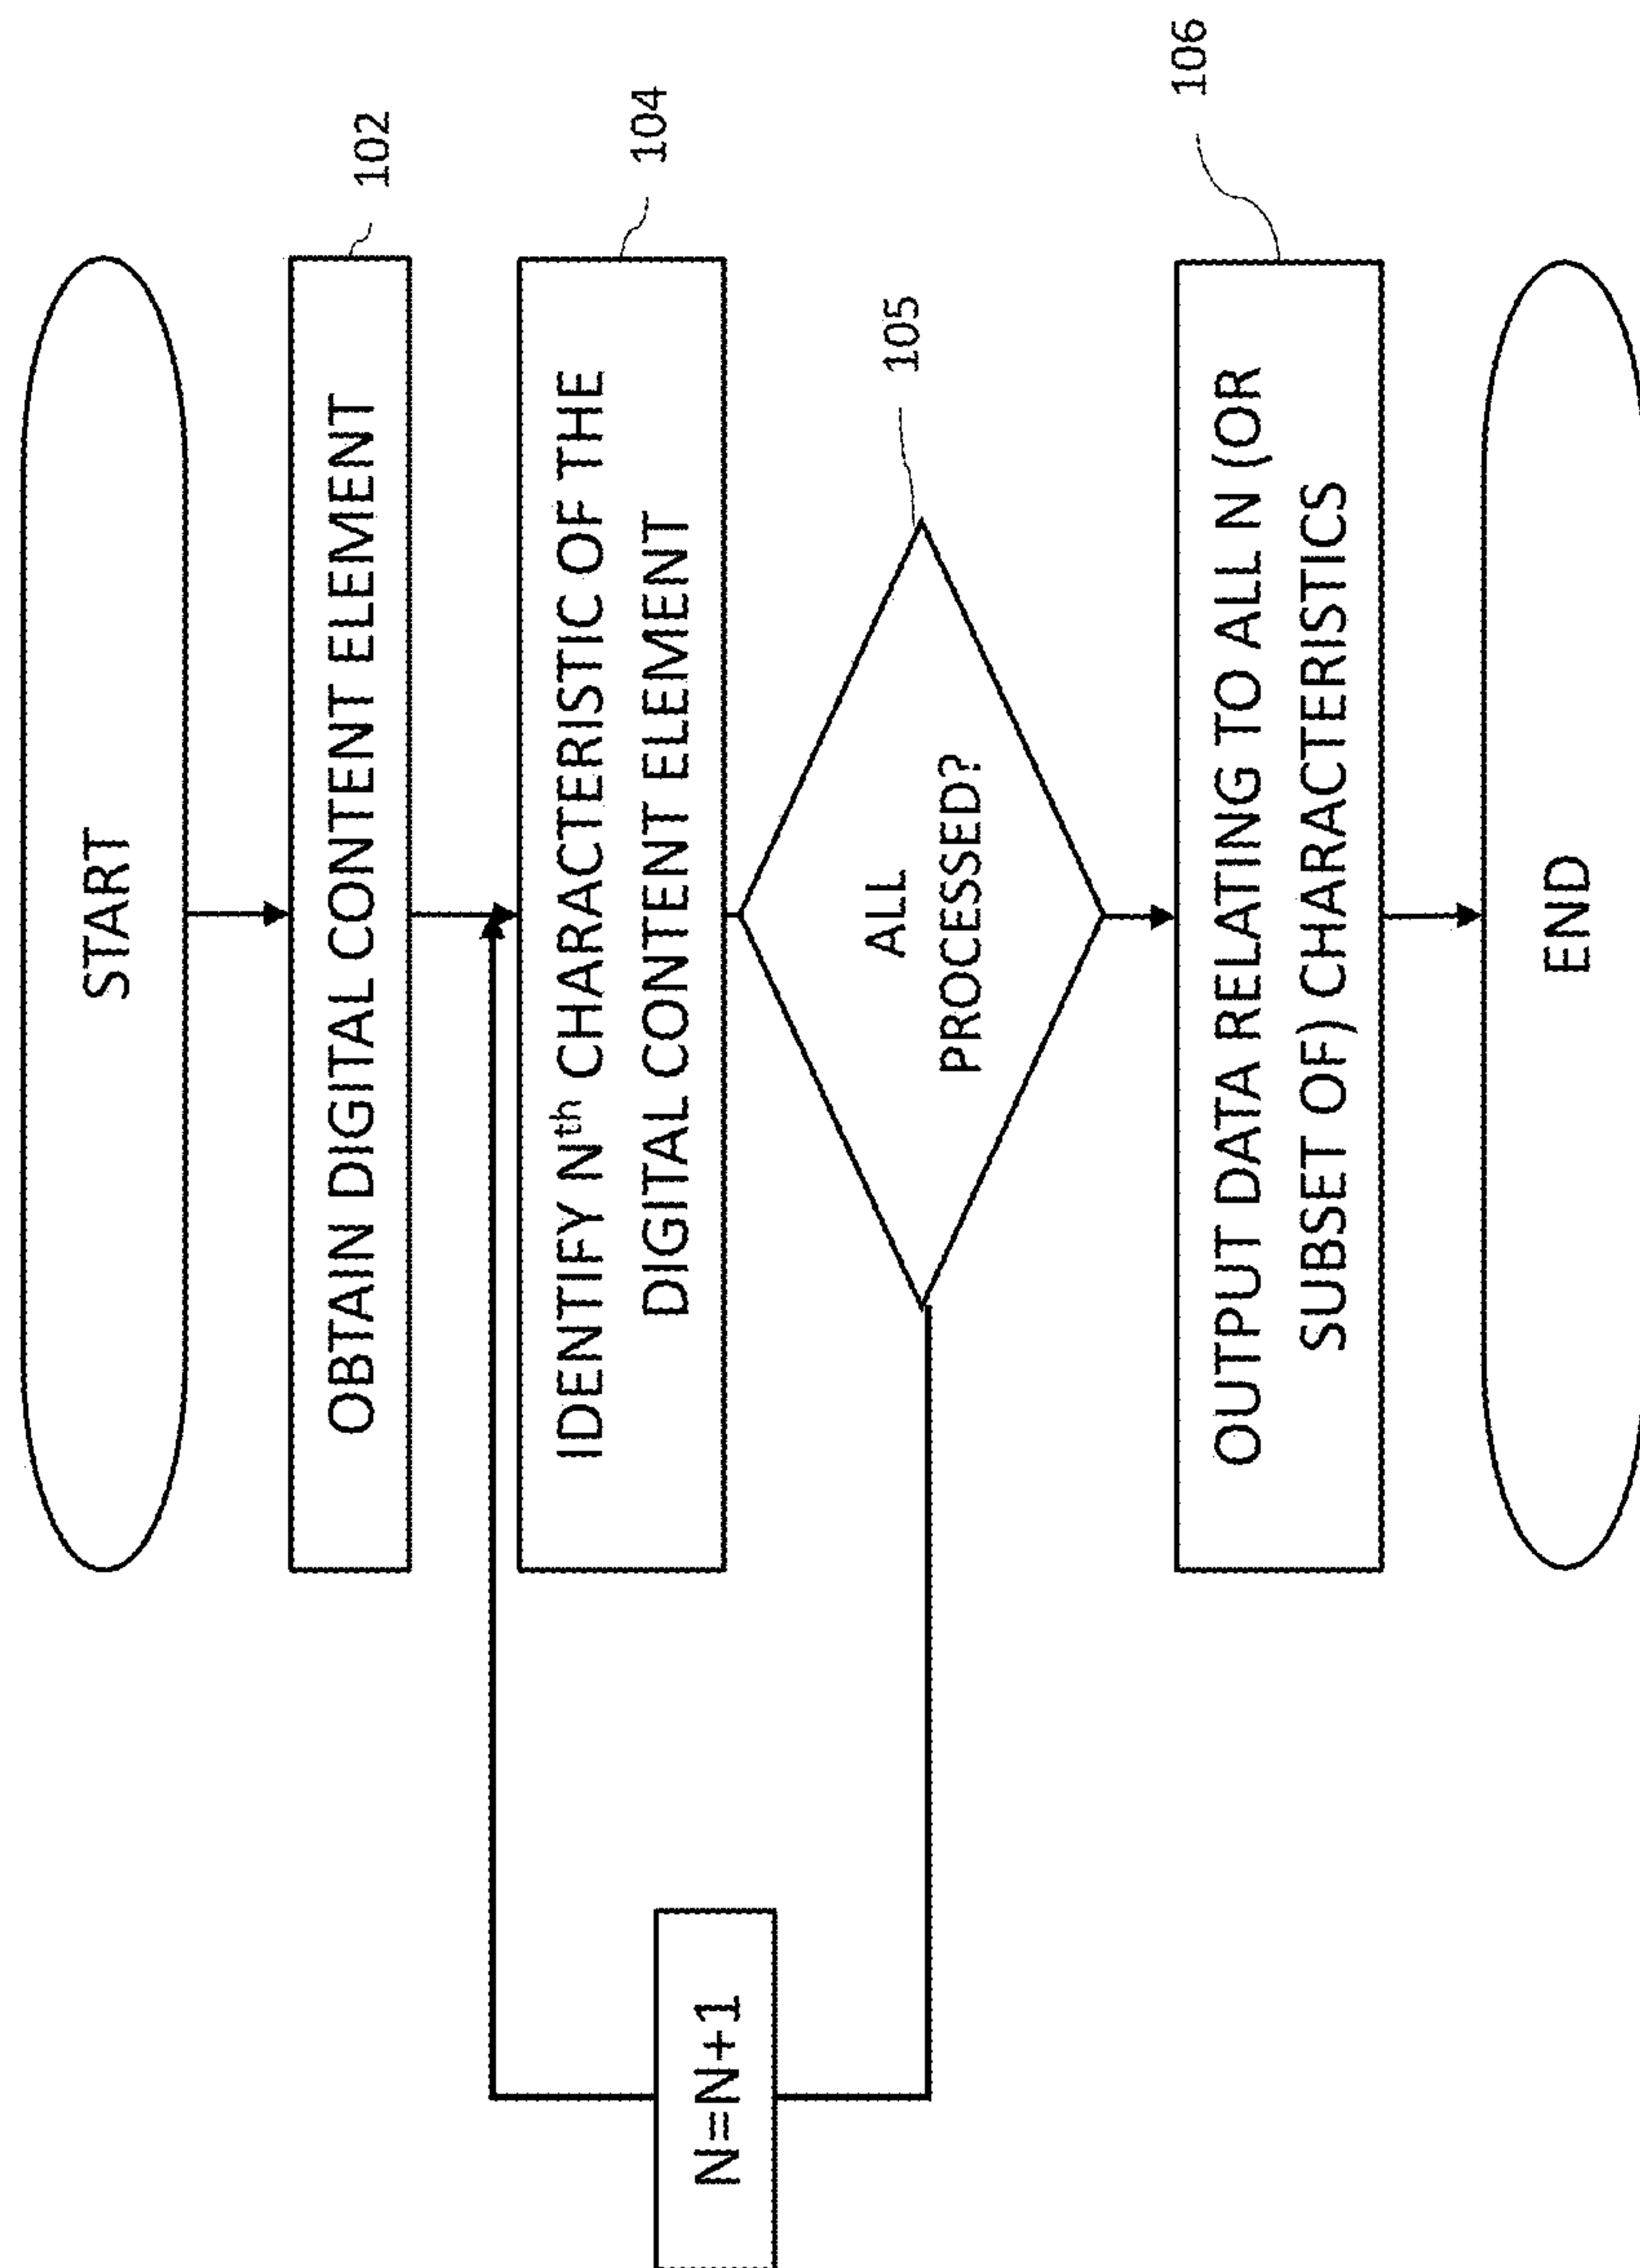 START
OBTAIN DIGITAL CONTENT ELEMENT
102
IDENTIFY Nth CHARACTERISTIC OF THE
DIGITAL CONTENT ELEMENT
104
ALL
PROCESSED?
105
N=N+1
OUTPUT DATA RELATING TO ALL N (OR
SUBSET OF) CHARACTERISTICS
106
END